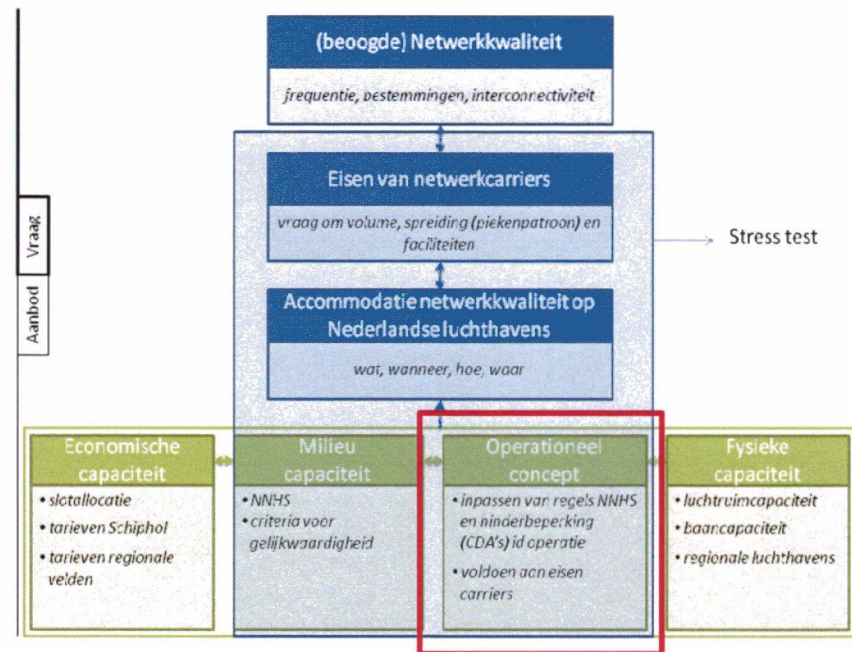 (beoogde) Netwerkkwaliteit
frequentie, bestemmingen, interconnectiviteit
Eisen van netwerkcarriers
vraag om volume, spreiding (piekenpatroon) en
faciliteiten
Stress test
Vraag
Aanbod
Accommodatie netwerkkwaliteit op
Nederlandse luchthavens
wat, wanneer, hoe, waar
Economische
capaciteit
• slotallocatie
• tarieven Schiphol
• tarieven regionale
velden
Milieu
capaciteit
• NNHS
• criteria voor
gelijkwaardigheid
Operationeel
concept
• inpassen van regels NNHS
en hinderbeperking
(CDA's) id operatie
• voldoen aan eisen
carriers
Fysieke
capaciteit
• luchtruimcapaciteit
• baancapaciteit
• regionale luchthavens